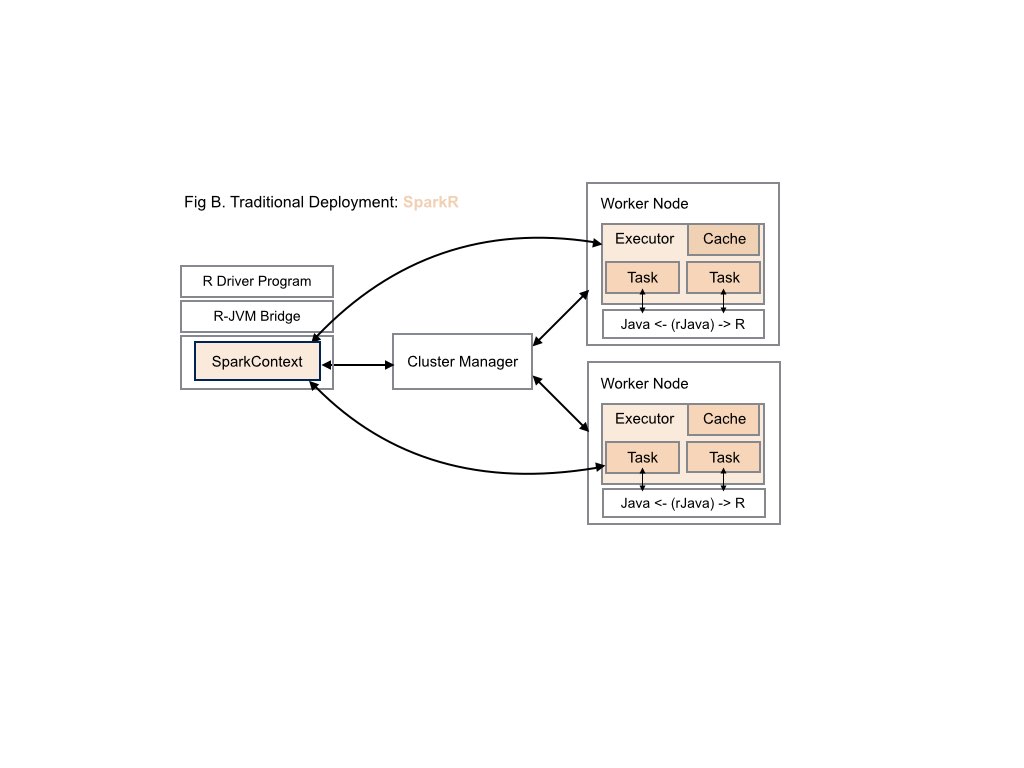 Fig B. Traditional Deployment: SparkR
R Driver Program
R-JVM Bridge
SparkContext
Cluster Manager
Worker Node
Executor
Cache
Task
Task
Java <- (rJava) -> R
Worker Node
Executor
Cache
Task
Task
Java <- (rJava) -> R